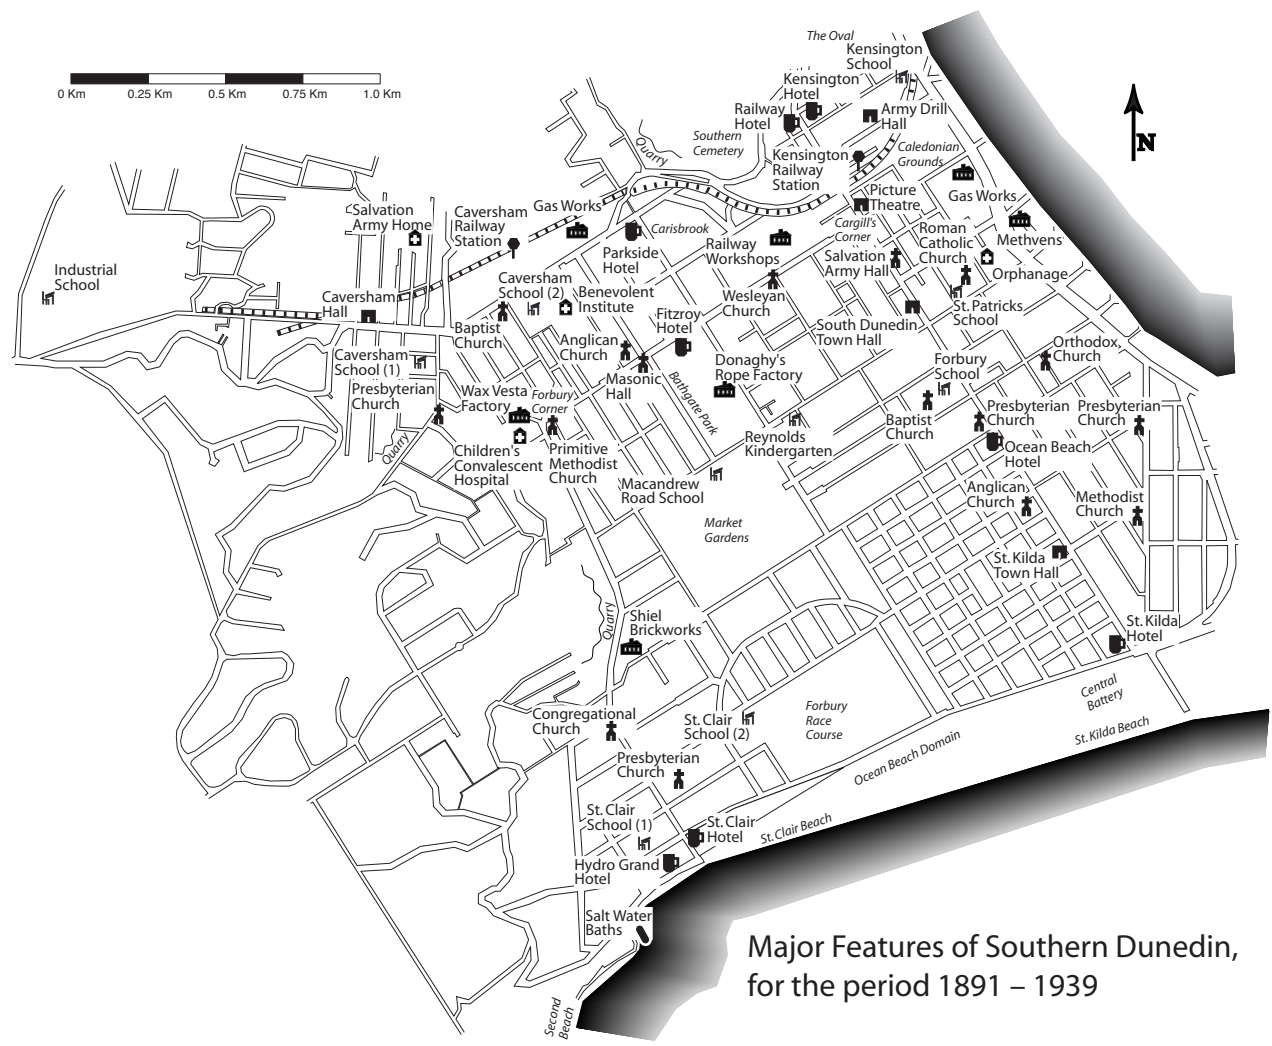 The Oval
Kensington
School
Kensington
Hotel
0 Km
0.25 Km
0.5 Km
0.75 Km
1.0 Km
Railway
Hotel
Army Drill
Hall
N
Southern
Cemetery
Quarry
Caledonian
Grounds
Kensington
Railway
Station
Gas Works
Picture
Theatre
Salvation
Army Home
Caversham
Railway
Station
Gas Works
Carisbrook
Cargill's
Corner
Roman
Catholic
Church
Methvens
Railway
Workshops
Parkside
Hotel
Salvation
Army Hall
Orphanage
Industrial
School
Caversham
Hall
Caversham
School (2)
Benevolent
Institute
Wesleyan
Church
St. Patricks
School
Baptist
Church
Fitzroy
Hotel
South Dunedin
Town Hall
Anglican
Church
Orthodox,
Church
Caversham
School (1)
Masonic
Hall
Donaghy's
Rope Factory
Forbury
School
Presbyterian
Church
Wax Vesta
Factory
Forbury
Corner
Bathgate Park
Presbyterian
Church
Presbyterian
Church
Baptist
Church
Quarry
Reynolds
Kindergarten
Ocean Beach
Hotel
Children's
Convalescent
Hospital
Primitive
Methodist
Church
Macandrew
Road School
Anglican
Church
Methodist
Church
Market
Gardens
St. Kilda
Town Hall
Quarry
Shiel
Brickworks
St. Kilda
Hotel
Central
Battery
Congregational
Church
St. Clair
School (2)
Forbury
Race
Course
St. Kilda Beach
Ocean Beach Domain
Presbyterian
Church
St. Clair
School (1)
St. Clair
Hotel
St. Clair Beach
Hydro Grand
Hotel
Salt Water
Baths
Second
Beach
Major Features of Southern Dunedin,
for the period 1891 – 1939